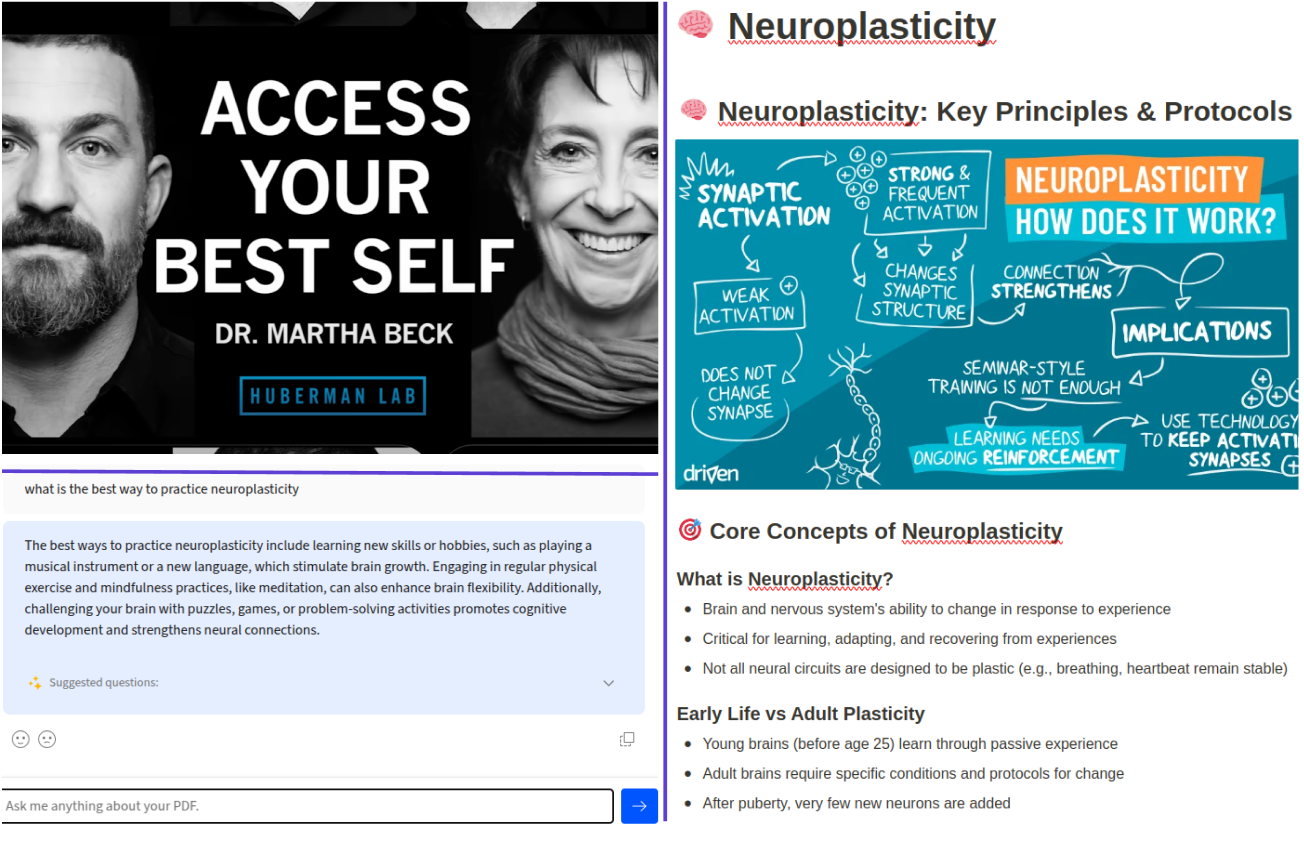 ACCESS
YOUR
BEST SELF
DR. MARTHA BECK
HUBERMAN LAB
what is the best way to practice neuroplasticity
The best ways to practice neuroplasticity include learning new skills or hobbies, such as playing a
musical instrument or a new language, which stimulate brain growth. Engaging in regular physical
exercise and mindfulness practices, like meditation, can also enhance brain flexibility. Additionally,
challenging your brain with puzzles, games, or problem-solving activities promotes cognitive
development and strengthens neural connections.
Suggested questions:
Ask me anything about your PDF.
Neuroplasticity
Neuroplasticity: Key Principles & Protocols
NEUROPLASTICITY
HOW DOES IT WORK?
SYNAPTIC
ACTIVATION
STRONG &
FREQUENT
ACTIVATION
WEAK
ACTIVATION
DOES NOT
CHANGE
SYNAPSE
CHANGES
SYNAPTIC
STRUCTURE
CONNECTION
STRENGTHENS
IMPLICATIONS
SEMINAR-STYLE
TRAINING IS NOT ENOUGH
LEARNING NEEDS
ONGOING REINFORCEMENT
USE TECHNOLOGY
TO KEEP ACTIVATI
SYNAPSES
driven
Core Concepts of Neuroplasticity
What is Neuroplasticity?
Brain and nervous system's ability to change in response to experience
Critical for learning, adapting, and recovering from experiences
Not all neural circuits are designed to be plastic (e.g., breathing, heartbeat remain stable)
Early Life vs Adult Plasticity
Young brains (before age 25) learn through passive experience
Adult brains require specific conditions and protocols for change
After puberty, very few new neurons are added